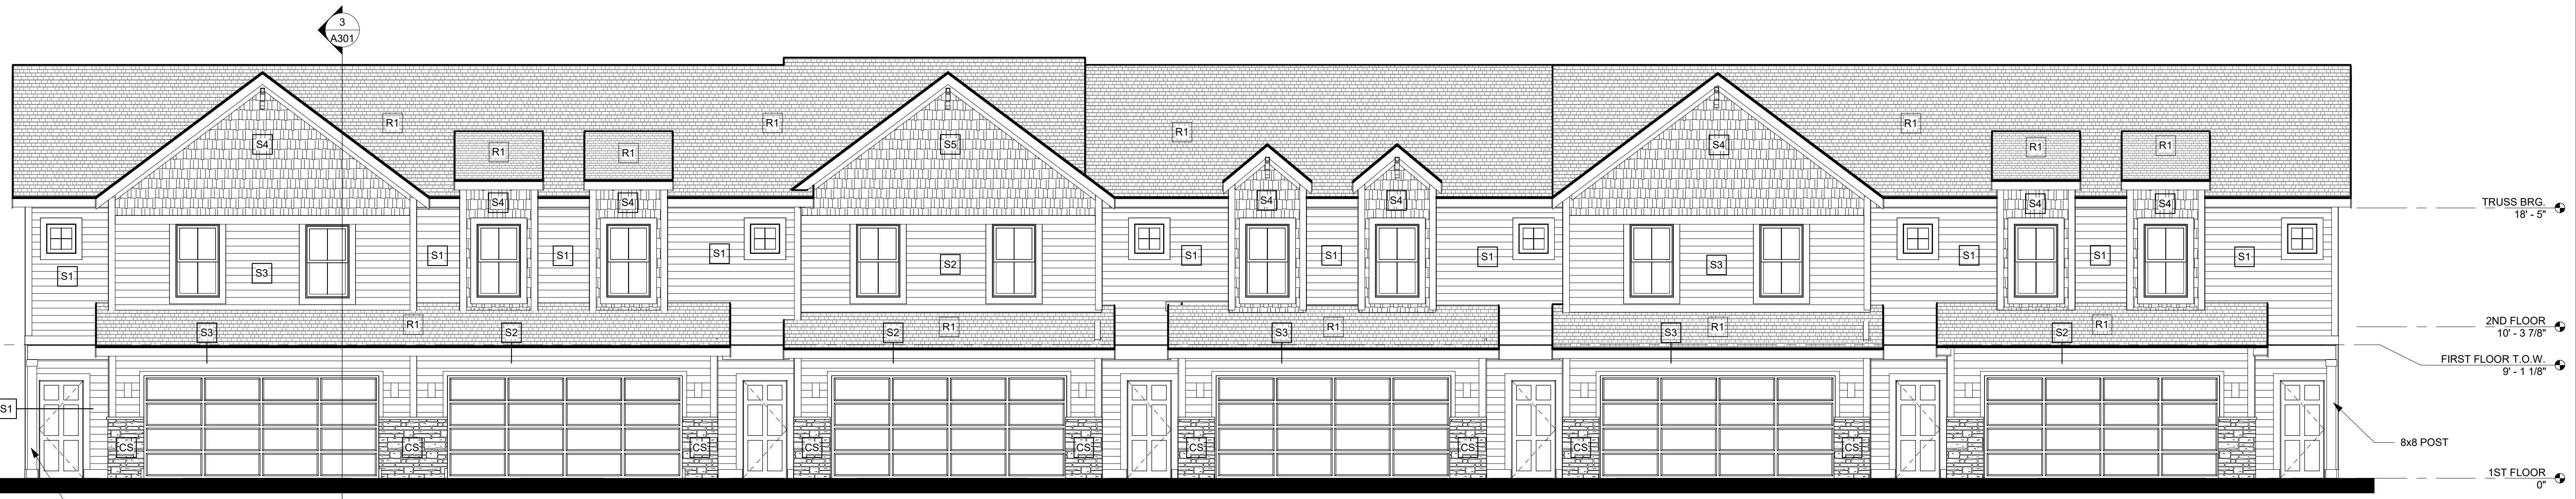 3
A301
R1
R1
R1
R1
S4
S5
S4
R1
R1
R1
R1
S4
S4
S4
S4
S4
S4
TRUSS BRG.
18' - 5"
S1
S3
S1
S1
S1
S2
S1
S1
S1
S3
S1
S1
S1
R1
R1
R1
R1
R1
S3
S2
S2
S3
S3
S2
2ND FLOOR
10' - 3 7/8"
FIRST FLOOR T.O.W.
9' - 1 1/8"
S1
CS
CS
CS
CS
CS
CS
CS
CS
CS
8x8 POST
1ST FLOOR
0"